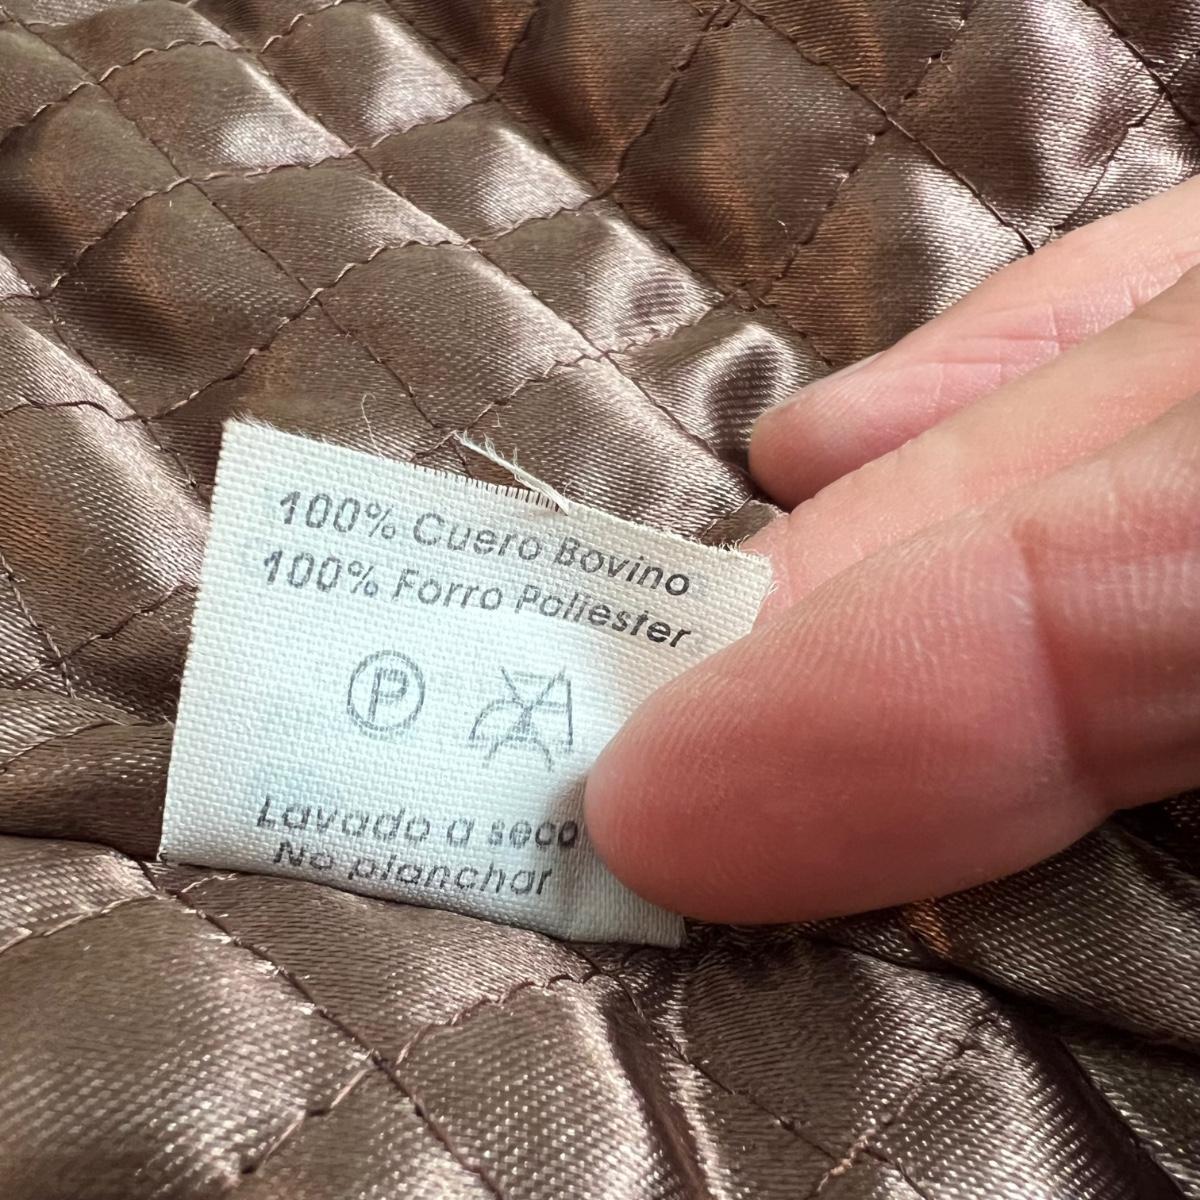 100% Cuero Bovino
100% Forro Poliester
P
Lavado a seco
No planchar